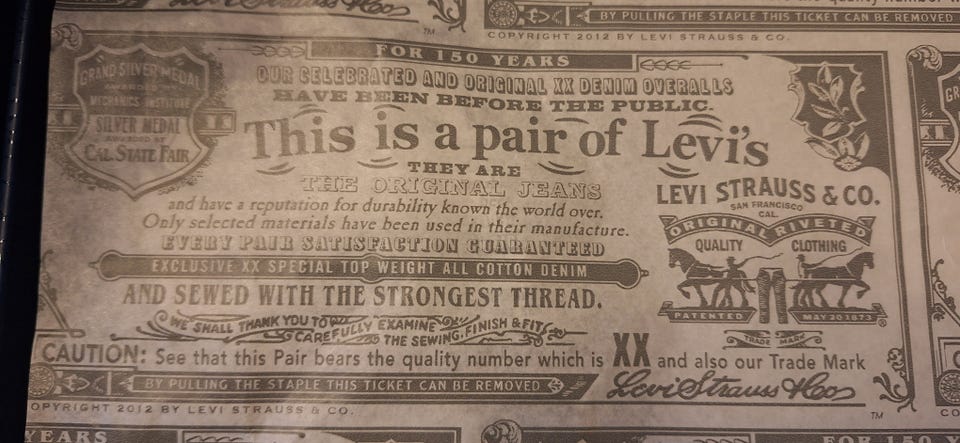 BY PULLING THE STAPLE THIS TICKET CAN BE REMOVED
TM
COPYRIGHT 2012 BY LEVI STRAUSS & CO.
GRAND SILVER MEDAL
AWARDED BY
MECHANICS INSTITUTE
SILVER MEDAL
AWARDED BY
CAL. STATE FAIR
FOR 150 YEARS
OUR CELEBRATED AND ORIGINAL XX DENIM OVERALLS
HAVE BEEN BEFORE THE PUBLIC.
This is a pair of Levi's
THEY ARE
THE ORIGINAL JEANS
and have a reputation for durability known the world over.
Only selected materials have been used in their manufacture.
EVERY PAIR SATISFACTION GUARANTEED
EXCLUSIVE XX SPECIAL TOP WEIGHT ALL COTTON DENIM
AND SEWED WITH THE STRONGEST THREAD.
WE SHALL THANK YOU TO
CAREFULLY EXAMINE
THE SEWING, FINISH & FIT
LEVI STRAUSS & CO.
SAN FRANCISCO
CAL.
ORIGINAL RIVETED
QUALITY CLOTHING
PATENTED MAY 20 1873
TRADE MARK
CAUTION: See that this Pair bears the quality number which is XX and also our Trade Mark
BY PULLING THE STAPLE THIS TICKET CAN BE REMOVED
Levi Strauss & Co
TM
COPYRIGHT 2012 BY LEVI STRAUSS & CO.
YEARS
FOR 150 YE